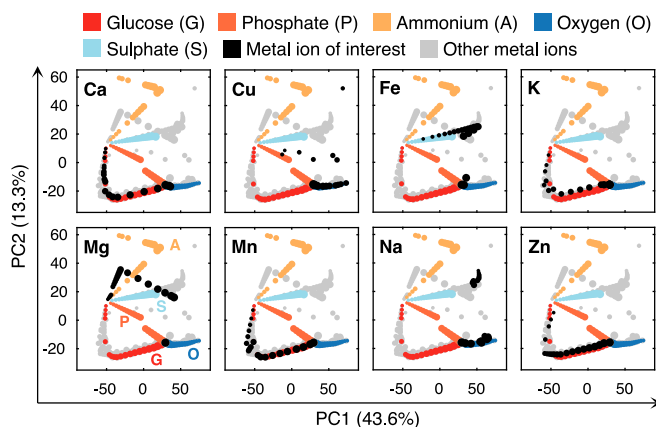 Glucose (G) Phosphate (P) Ammonium (A) Oxygen (O)
Sulphate (S) Metal ion of interest Other metal ions
60 Ca Cu Fe K
40
20
0
-20
PC2 (13.3%)
60 Mg A Mn Na Zn
40
20 S
0 P
-20 G O
-50 0 50 -50 0 50 -50 0 50 -50 0 50
PC1 (43.6%)